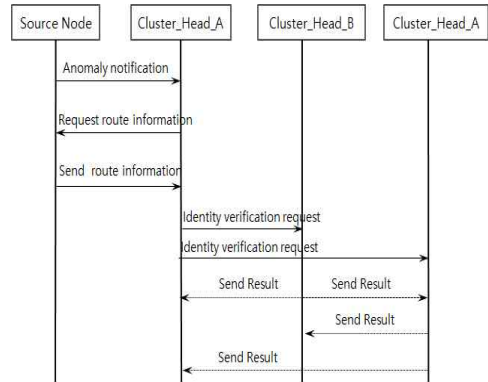 Source Node
Cluster_Head_A
Cluster_Head_B
Cluster_Head_A
Anomaly notification
Request route information
Send route information
Identity verification request
Identity verification request
Send Result
Send Result
Send Result
Send Result